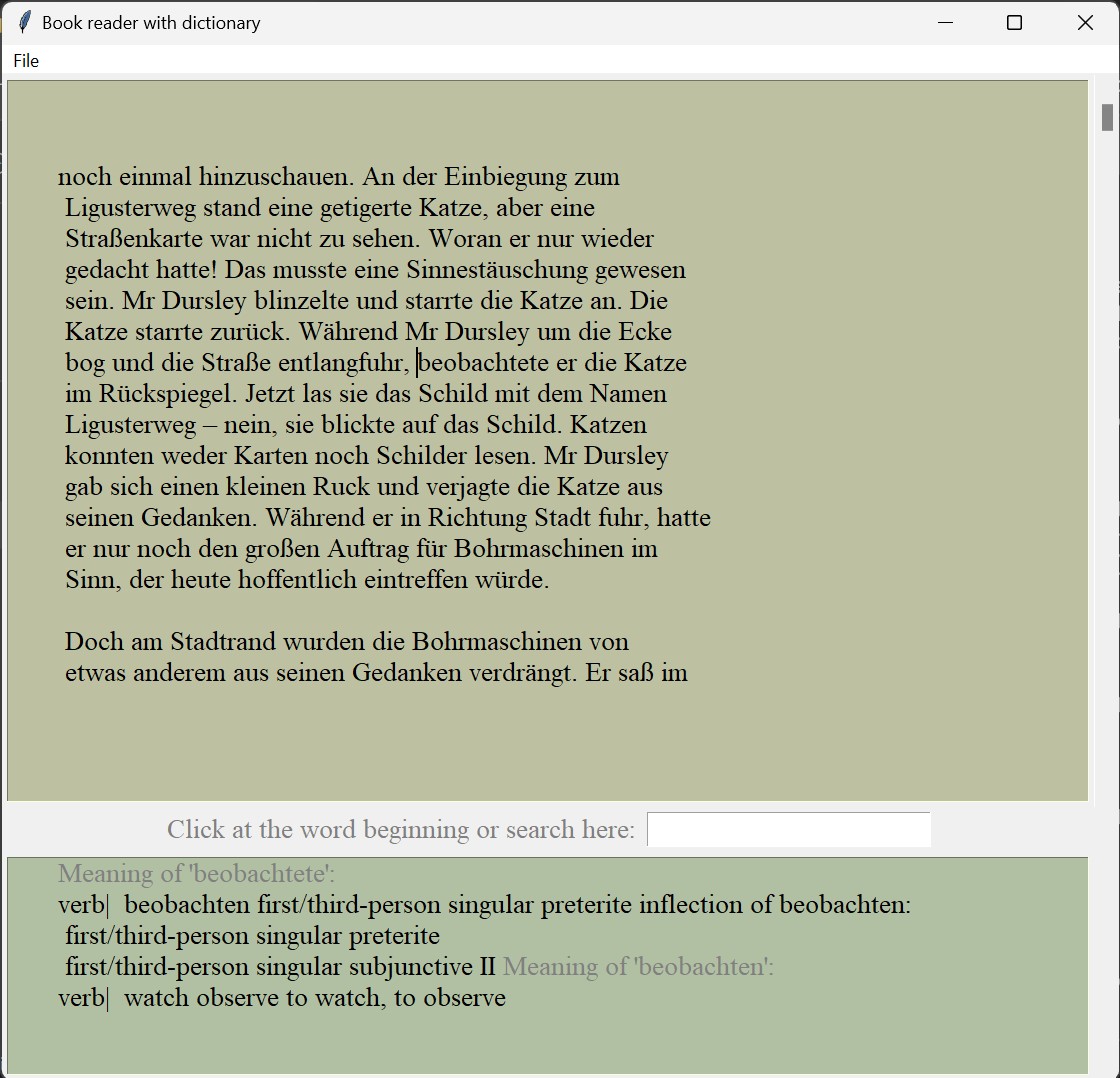 Book reader with dictionary
File
noch einmal hinzuschauen. An der Einbiegung zum
Ligusterweg stand eine getigerte Katze, aber eine
Straßenkarte war nicht zu sehen. Woran er nur wieder
gedacht hatte! Das musste eine Sinnestäuschung gewesen
sein. Mr Dursley blinzelte und starrte die Katze an. Die
Katze starrte zurück. Während Mr Dursley um die Ecke
bog und die Straße entlangfuhr, beobachtete er die Katze
im Rückspiegel. Jetzt las sie das Schild mit dem Namen
Ligusterweg – nein, sie blickte auf das Schild. Katzen
konnten weder Karten noch Schilder lesen. Mr Dursley
gab sich einen kleinen Ruck und verjagte die Katze aus
seinen Gedanken. Während er in Richtung Stadt fuhr, hatte
er nur noch den großen Auftrag für Bohrmaschinen im
Sinn, der heute hoffentlich eintreffen würde.
Doch am Stadtrand wurden die Bohrmaschinen von
etwas anderem aus seinen Gedanken verdrängt. Er saß im
Click at the word beginning or search here:
Meaning of 'beobachtete':
verb| beobachten first/third-person singular preterite inflection of beobachten:
first/third-person singular preterite
first/third-person singular subjunctive II Meaning of 'beobachten':
verb| watch observe to watch, to observe